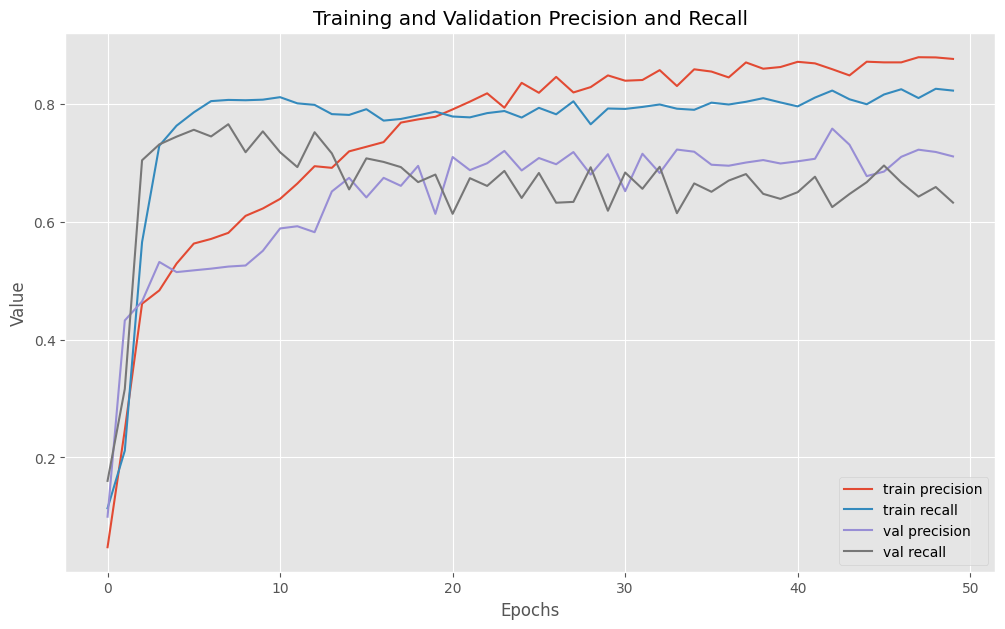 Training and Validation Precision and Recall
Value
0.8
0.6
0.4
0.2
0 10 20 30 40 50
Epochs
train precision
train recall
val precision
val recall